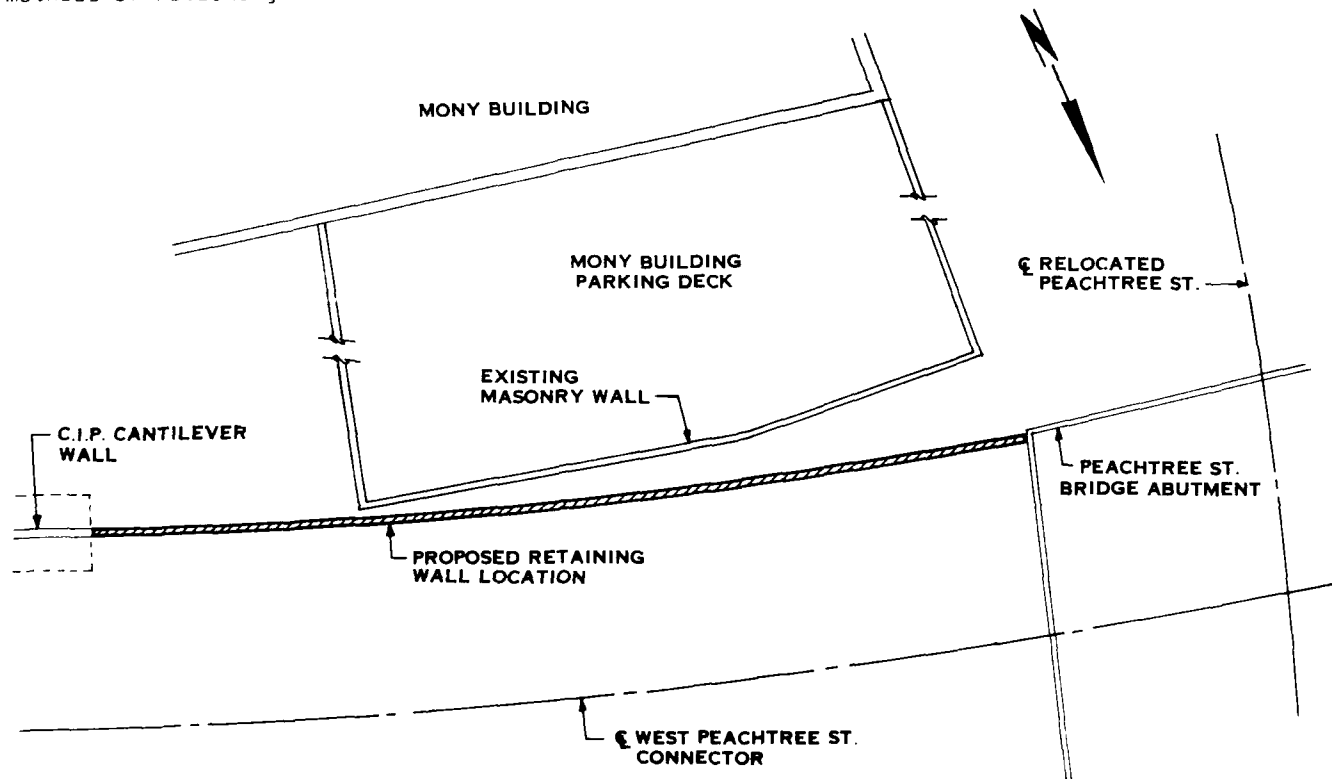 MONY BUILDING
N
MONY BUILDING
PARKING DECK
℄ RELOCATED
PEACHTREE ST.
EXISTING
MASONRY WALL
C.I.P. CANTILEVER
WALL
PEACHTREE ST.
BRIDGE ABUTMENT
PROPOSED RETAINING
WALL LOCATION
℄ WEST PEACHTREE ST.
CONNECTOR